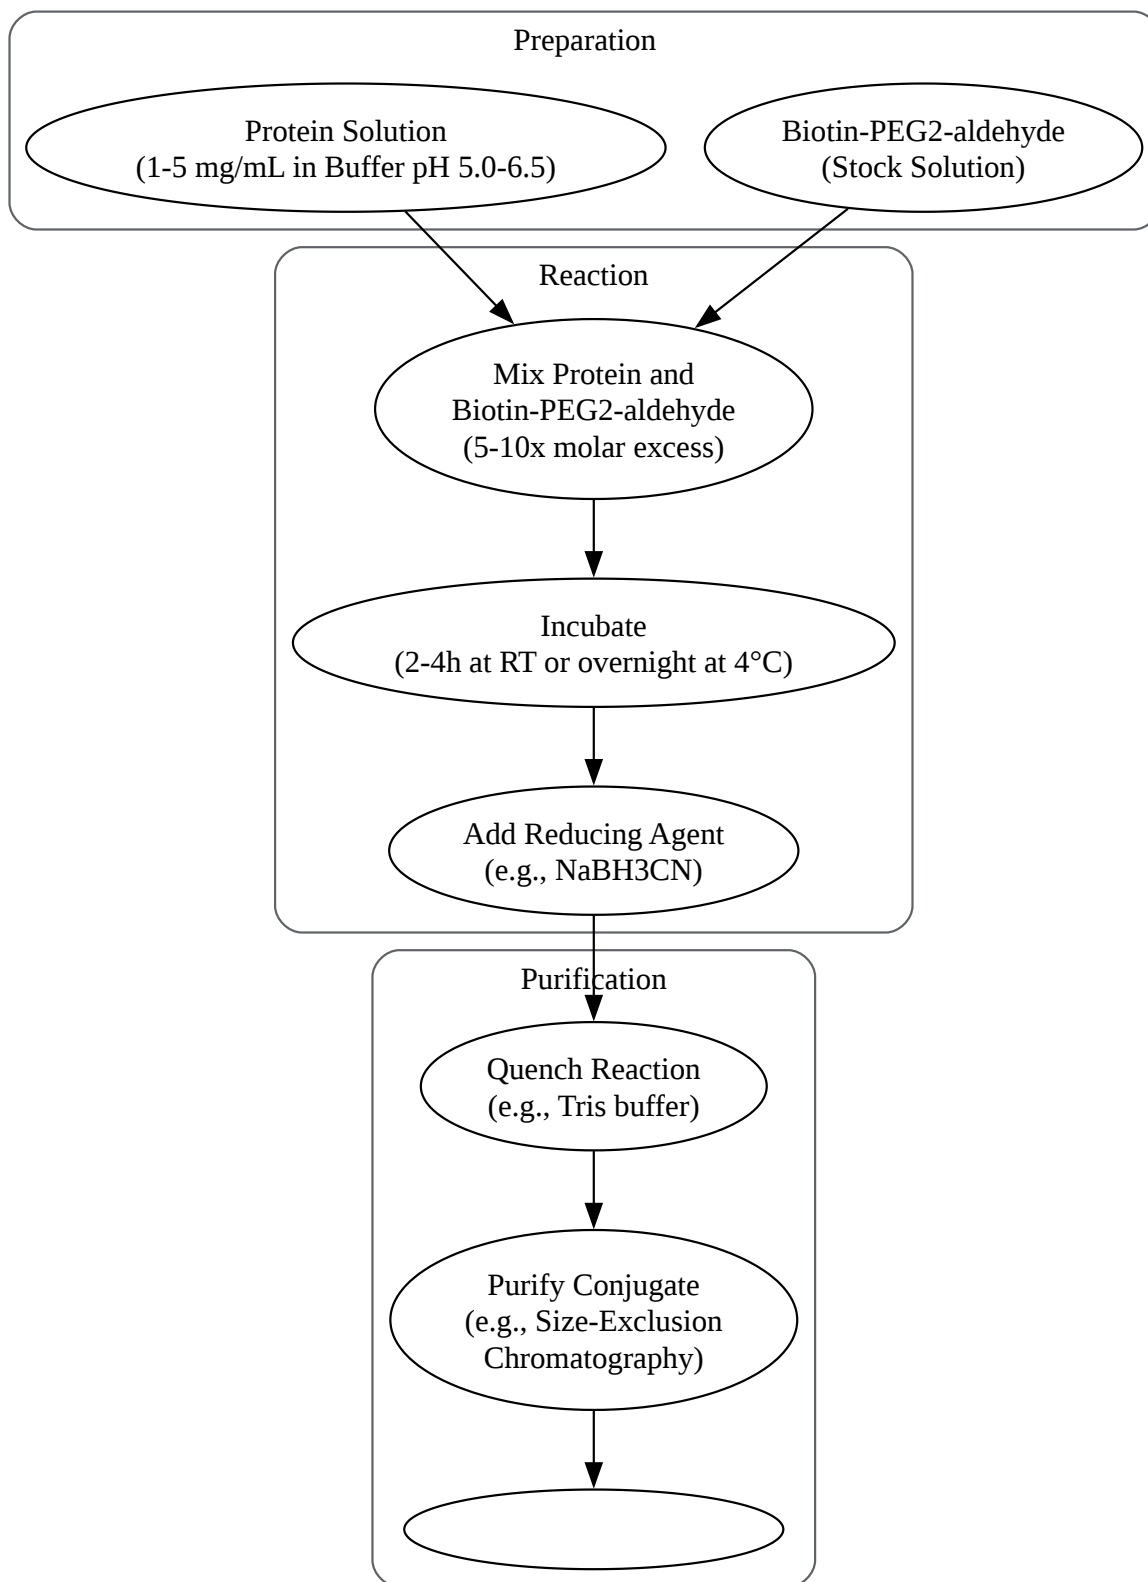 Preparation
Protein Solution
(1-5 mg/mL in Buffer pH 5.0-6.5)
Biotin-PEG2-aldehyde
(Stock Solution)
Reaction
Mix Protein and
Biotin-PEG2-aldehyde
(5-10x molar excess)
Incubate
(2-4h at RT or overnight at 4°C)
Add Reducing Agent
(e.g., NaBH3CN)
Purification
Quench Reaction
(e.g., Tris buffer)
Purify Conjugate
(e.g., Size-Exclusion
Chromatography)